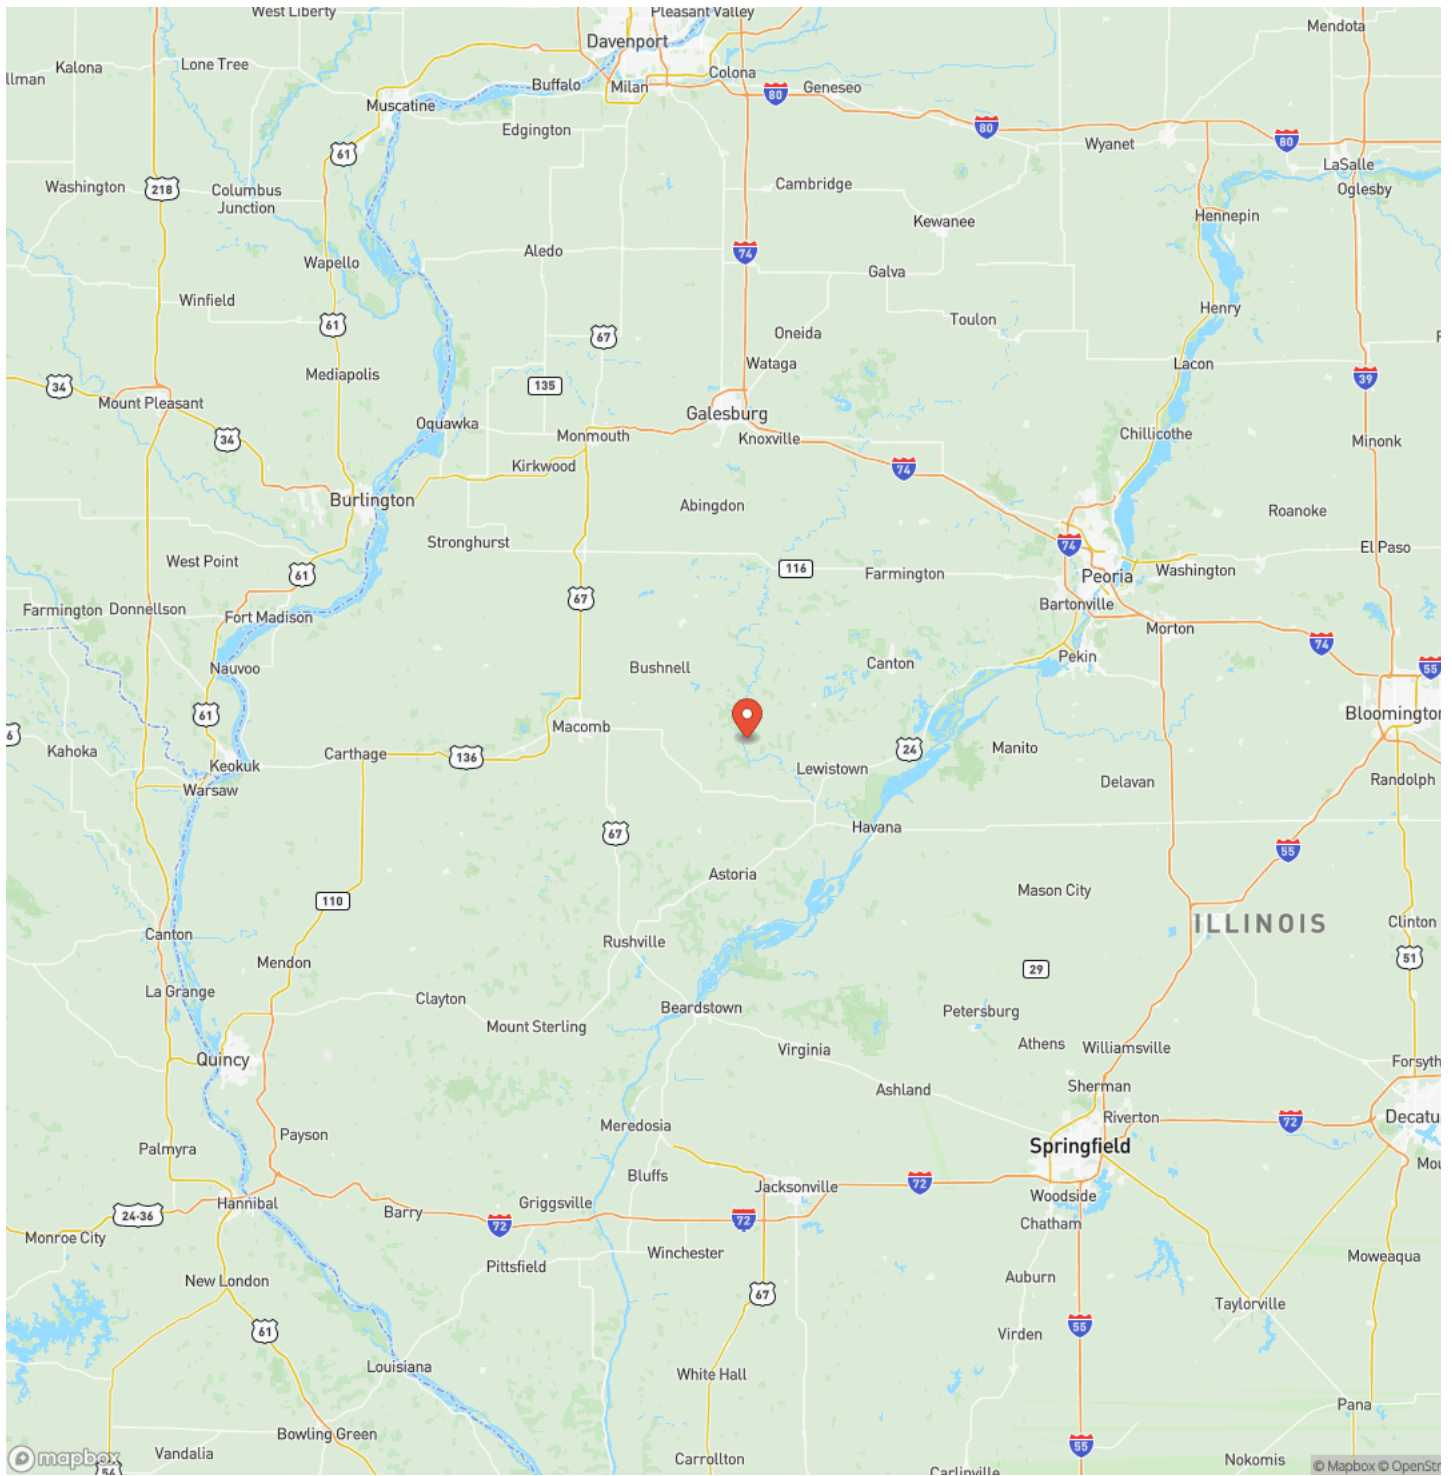 West Liberty
Pleasant Valley
Mendota
Davenport
Kalona
Lone Tree
llman
Colona
Buffalo
Milan
80
Geneseo
Muscatine
Edgington
80
80
Wyanet
61
LaSalle
Washington
218
Columbus
Junction
Cambridge
Oglesby
Hennepin
Kewanee
Aledo
74
Wapello
Galva
Winfield
Henry
61
67
Oneida
Toulon
Wataga
Lacon
Mediapolis
34
135
39
Mount Pleasant
Galesburg
Oquawka
Monmouth
Knoxville
Chillicothe
34
Minonk
Kirkwood
74
Burlington
Abingdon
Roanoke
Stronghurst
74
El Paso
West Point
116
Farmington
61
Peoria
Washington
67
Bartonville
Farmington
Donnellson
Fort Madison
Morton
74
Nauvoo
Bushnell
Canton
Pekin
55
61
Bloomington
Macomb
6
Kahoka
Carthage
136
24
Manito
Keokuk
Lewistown
Warsaw
Delavan
Randolph
67
Havana
55
Astoria
Mason City
110
ILLINOIS
Clinton
Canton
Rushville
51
Mendon
29
La Grange
Clayton
Beardstown
Petersburg
Mount Sterling
Athens
Williamsville
Quincy
Virginia
Forsyth
Ashland
Sherman
Riverton
72
Decatu
Meredosia
Payson
Palmyra
Springfield
Mou
Bluffs
72
Jacksonville
Woodside
Hannibal
Griggsville
24-36
Barry
72
72
Chatham
Monroe City
Winchester
Moweaqua
Pittsfield
New London
Auburn
67
Taylorville
61
55
Virden
Louisiana
White Hall
Pana
Bowling Green
55
Vandalia
mapbox
Carrollton
Nokomis
54
Carlinville
© Mapbox © OpenStr